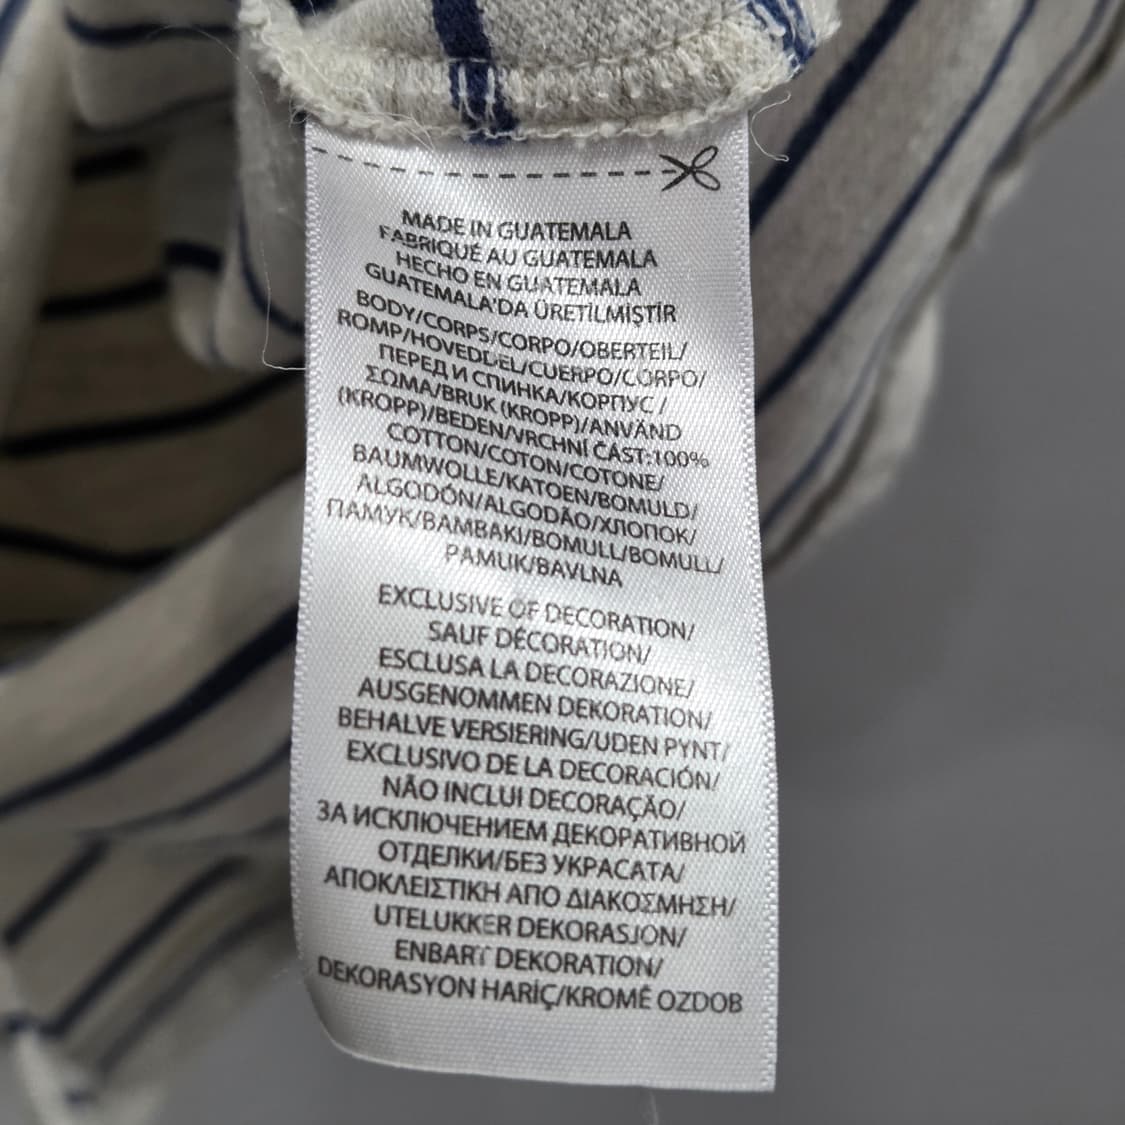 MADE IN GUATEMALA
FABRIQUÉ AU GUATEMALA
HECHO EN GUATEMALA
GUATEMALA'DA ÜRETİLMİŞTİR
BODY/CORPS/CORPO/OBERTEIL/
ROMP/HOVEDDEL/CUERPO/CORPO/
ПЕРЕД И СПИНКА/КОРПУС /
ΣΩΜΑ/BRUK (KROPP)/ANVÄND
(KROPP)/BEDEN/VRCHNÍ ČÁST:100%
COTTON/COTON/COTONE/
BAUMWOLLE/KATOEN/BOMULD/
ALGODÓN/ALGODÃO/ХЛОПОК/
ПАМУК/ΒΑΜΒΑΚΙ/BOMULL/BOMULL/
PAMUK/BAVLNA
EXCLUSIVE OF DECORATION/
SAUF DÉCORATION/
ESCLUSA LA DECORAZIONE/
AUSGENOMMEN DEKORATION/
BEHALVE VERSIERING/UDEN PYNT/
EXCLUSIVO DE LA DECORACIÓN/
NÃO INCLUI DECORAÇÃO/
ЗА ИСКЛЮЧЕНИЕМ ДЕКОРАТИВНОЙ
ОТДЕЛКИ/БЕЗ УКРАСАТА/
ΑΠΟΚΛΕΙΣΤΙΚΗ ΑΠΟ ΔΙΑΚΟΣΜΗΣΗ/
UTELUKKER DEKORASJON/
ENBART DEKORATION/
DEKORASYON HARİÇ/KROMĚ OZDOB